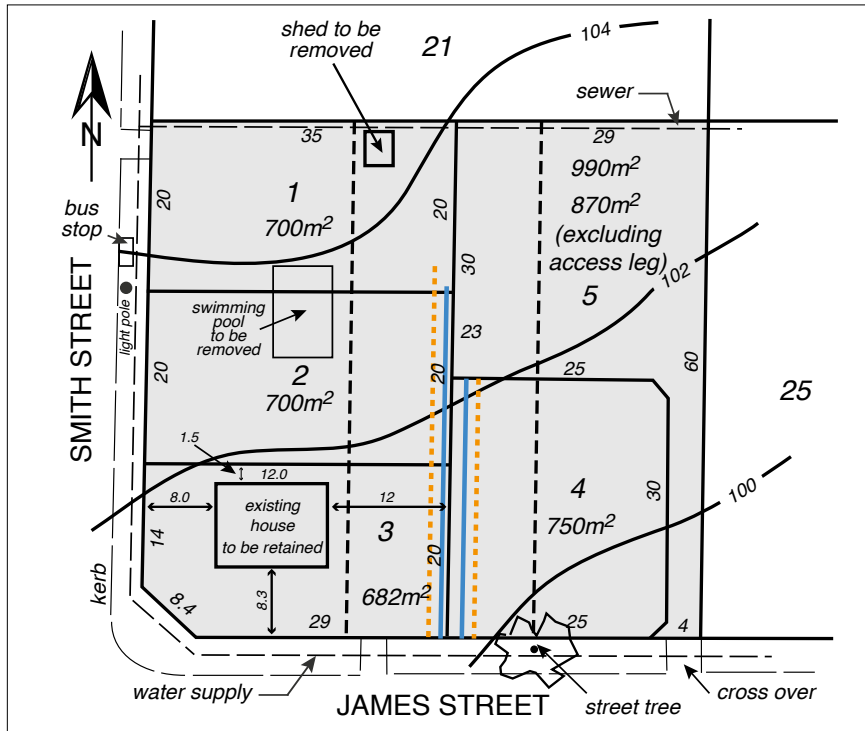 shed to be
removed
21
104
sewer
N
35
29
990m²
870m²
(excluding
access leg)
5
1
700m²
20
20
30
bus
stop
light pole
SMITH STREET
swimming
pool
to be
removed
102
23
20
20
2
700m²
25
60
25
1.5
12.0
8.0
12
existing
house
to be retained
14
3
20
682m²
8.3
8.4
29
4
750m²
30
100
25
4
kerb
water supply
JAMES STREET
street tree
cross over